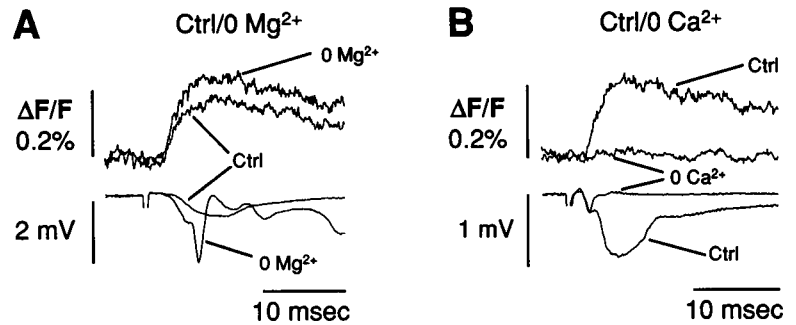 A
Ctrl/0 Mg²⁺
0 Mg²⁺
ΔF/F
0.2%
Ctrl
2 mV
0 Mg²⁺
10 msec
B
Ctrl/0 Ca²⁺
Ctrl
ΔF/F
0.2%
0 Ca²⁺
1 mV
Ctrl
10 msec